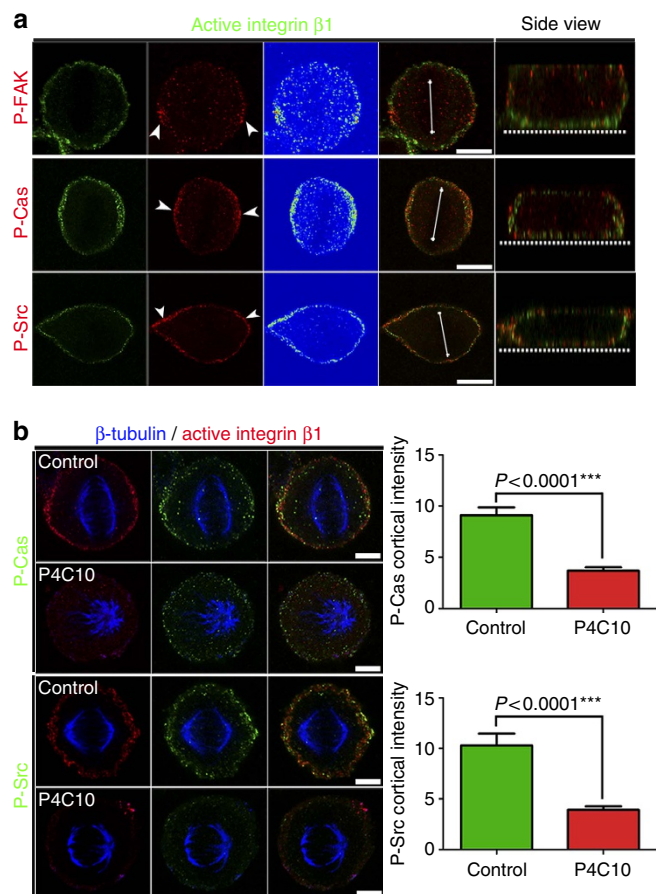 a
Active integrin β1
Side view
P-FAK
P-Cas
P-Src
b
β-tubulin / active integrin β1
P-Cas
Control
P4C10
P-Src
Control
P4C10
P-Cas cortical intensity
15
10
5
0
P<0.0001***
Control
P4C10
P-Src cortical intensity
15
10
5
0
P<0.0001***
Control
P4C10